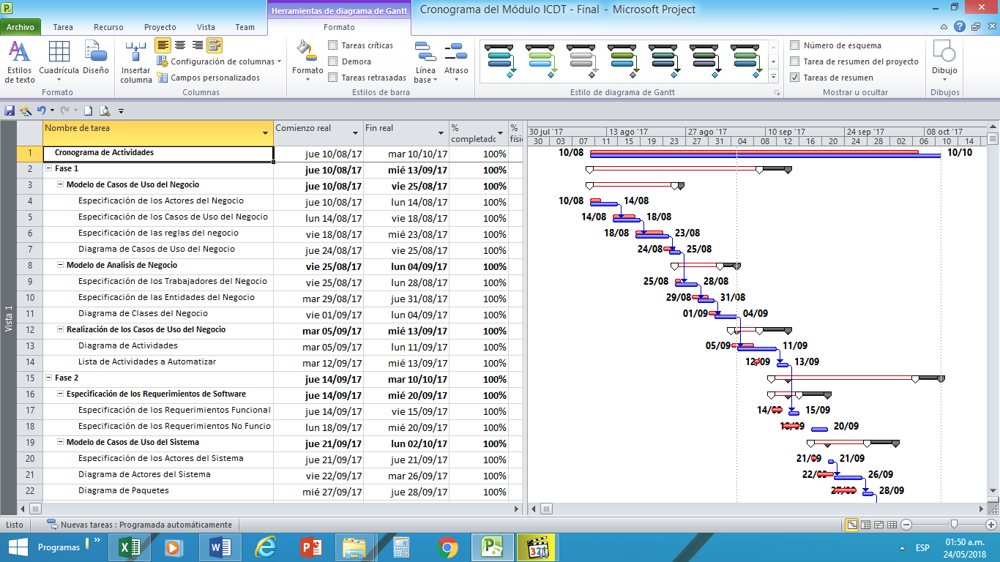 Herramientas de diagrama de Gantt
Cronograma del Módulo ICDT - Final - Microsoft Project
Archivo Tarea Recurso Proyecto Vista Team Formato
Estilos de texto
Cuadrícula
Diseño
Formato
Insertar columna
Configuración de columnas
Campos personalizados
Columnas
Formato
Tareas críticas
Demora
Tareas retrasadas
Línea base
Atraso
Estilos de barra
Estilo de diagrama de Gantt
Número de esquema
Tarea de resumen del proyecto
Tareas de resumen
Mostrar u ocultar
Dibujo
Dibujos
Nombre de tarea Comienzo real Fin real % completado %
30 jul '17 13 ago '17 27 ago '17 10 sep '17 24 sep '17 08 oct '17
30 03 07 11 15 19 23 27 31 04 08 12 16 20 24 28 02 06 10 14
1 Cronograma de Actividades jue 10/08/17 mar 10/10/17 100% 10/08 10/10
2 Fase 1 jue 10/08/17 mié 13/09/17 100%
3 Modelo de Casos de Uso del Negocio jue 10/08/17 vie 25/08/17 100%
4 Especificación de los Actores del Negocio jue 10/08/17 lun 14/08/17 100% 10/08 14/08
5 Especificación de los Casos de Uso del Negocio lun 14/08/17 vie 18/08/17 100% 14/08 18/08
6 Especificación de las reglas del negocio vie 18/08/17 mié 23/08/17 100% 18/08 23/08
7 Diagrama de Casos de Uso del Negocio jue 24/08/17 vie 25/08/17 100% 24/08 25/08
8 Modelo de Analisis de Negocio vie 25/08/17 lun 04/09/17 100%
9 Especificación de los Trabajadores del Negocio vie 25/08/17 lun 28/08/17 100% 25/08 28/08
10 Especificación de las Entidades del Negocio mar 29/08/17 jue 31/08/17 100% 29/08 31/08
11 Diagrama de Clases del Negocio vie 01/09/17 lun 04/09/17 100% 01/09 04/09
12 Realización de los Casos de Uso del Negocio mar 05/09/17 mié 13/09/17 100%
13 Diagrama de Actividades mar 05/09/17 lun 11/09/17 100% 05/09 11/09
14 Lista de Actividades a Automatizar mar 12/09/17 mié 13/09/17 100% 12/09 13/09
15 Fase 2 jue 14/09/17 mar 10/10/17 100%
16 Especificación de los Requerimientos de Software jue 14/09/17 mié 20/09/17 100%
17 Especificación de los Requerimientos Funcional jue 14/09/17 vie 15/09/17 100% 14/09 15/09
18 Especificación de los Requerimientos No Funcio lun 18/09/17 mié 20/09/17 100% 18/09 20/09
19 Modelo de Casos de Uso del Sistema jue 21/09/17 lun 02/10/17 100%
20 Especificación de los Actores del Sistema jue 21/09/17 jue 21/09/17 100% 21/09 21/09
21 Diagrama de Actores del Sistema vie 22/09/17 mar 26/09/17 100% 22/09 26/09
22 Diagrama de Paquetes mié 27/09/17 jue 28/09/17 100% 27/09 28/09
Vista 1
Listo Nuevas tareas : Programada automáticamente
Programas » ESP 01:50 a.m.
24/05/2018